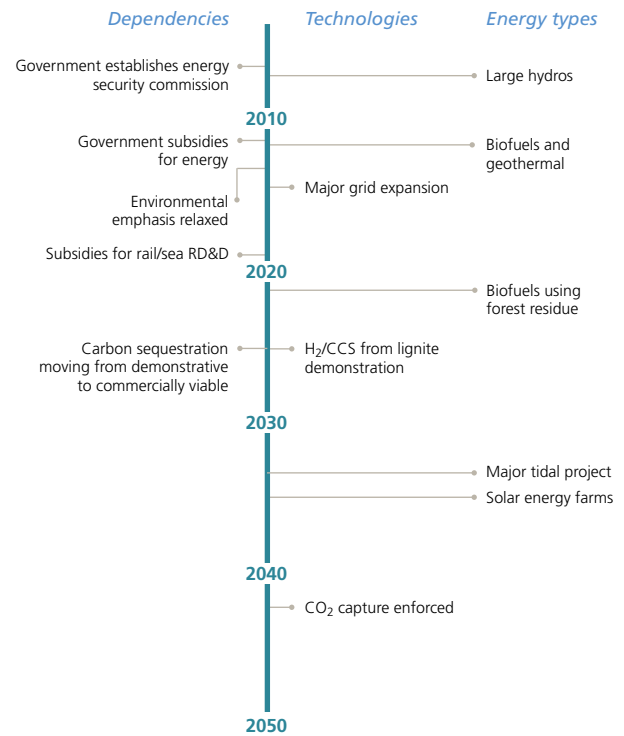 Dependencies
Technologies
Energy types
Government establishes energy
security commission
Large hydros
2010
Government subsidies
for energy
Biofuels and
geothermal
Major grid expansion
Environmental
emphasis relaxed
Subsidies for rail/sea RD&D
2020
Biofuels using
forest residue
Carbon sequestration
moving from demonstrative
to commercially viable
H₂/CCS from lignite
demonstration
2030
Major tidal project
Solar energy farms
2040
CO₂ capture enforced
2050